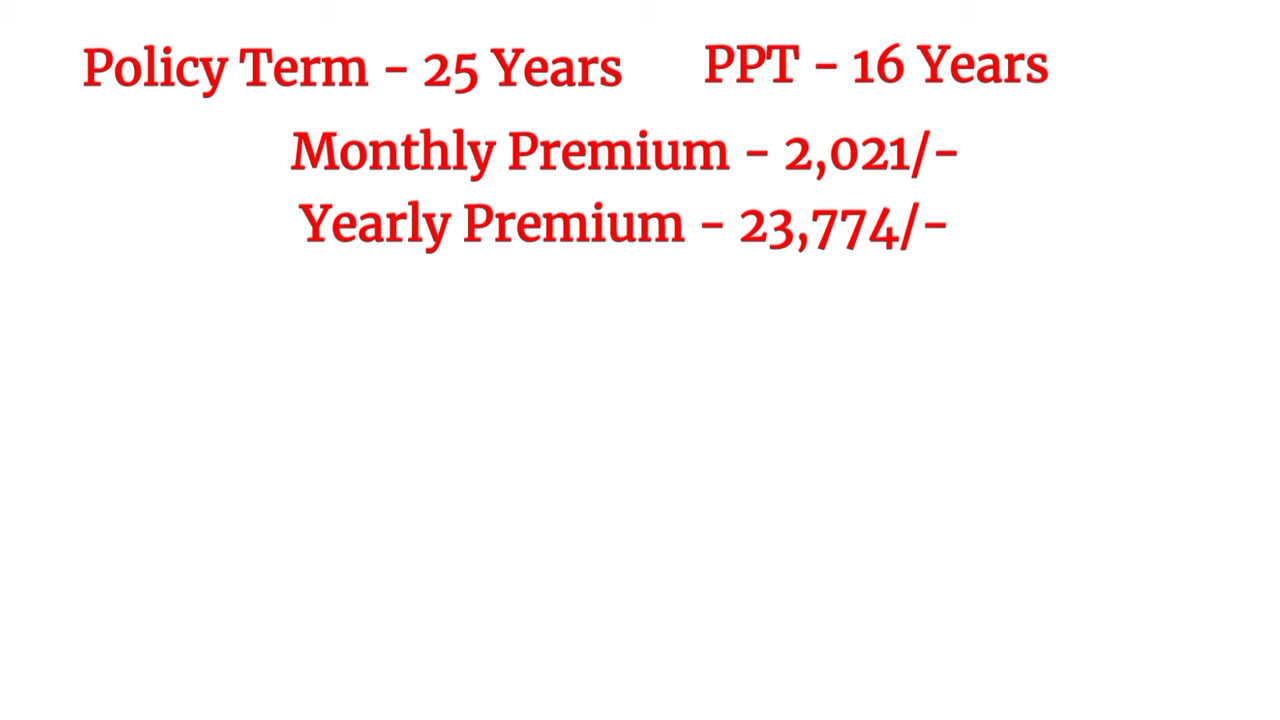 Policy Term - 25 Years PPT - 16 Years
Monthly Premium - 2,021/-
Yearly Premium - 23,774/-